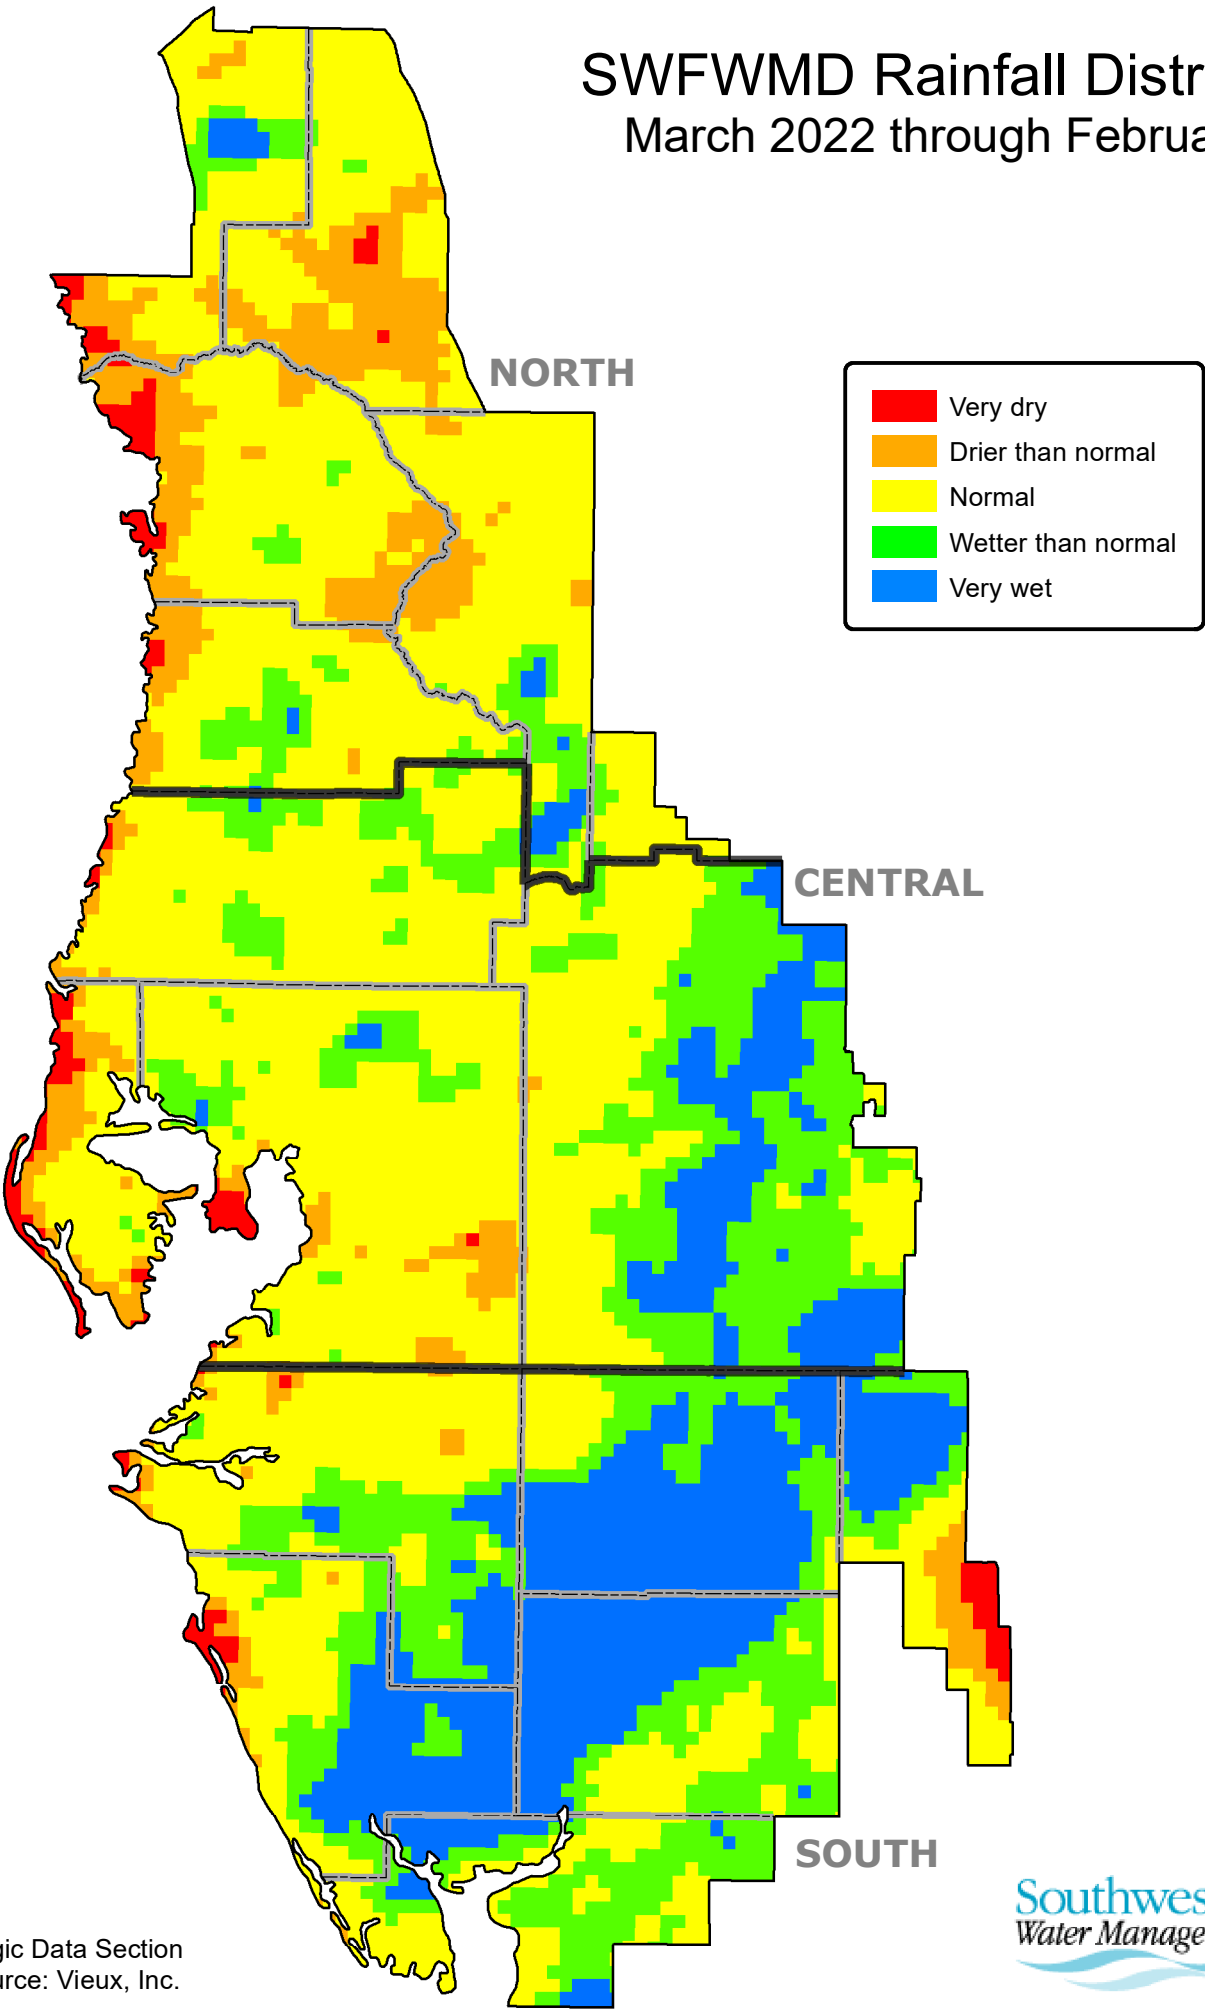 SWFWMD Rainfall Distr
March 2022 through Februa
NORTH
Very dry
Drier than normal
Normal
Wetter than normal
Very wet
CENTRAL
SOUTH
Southwes
Water Manage
gic Data Section
urce: Vieux, Inc.